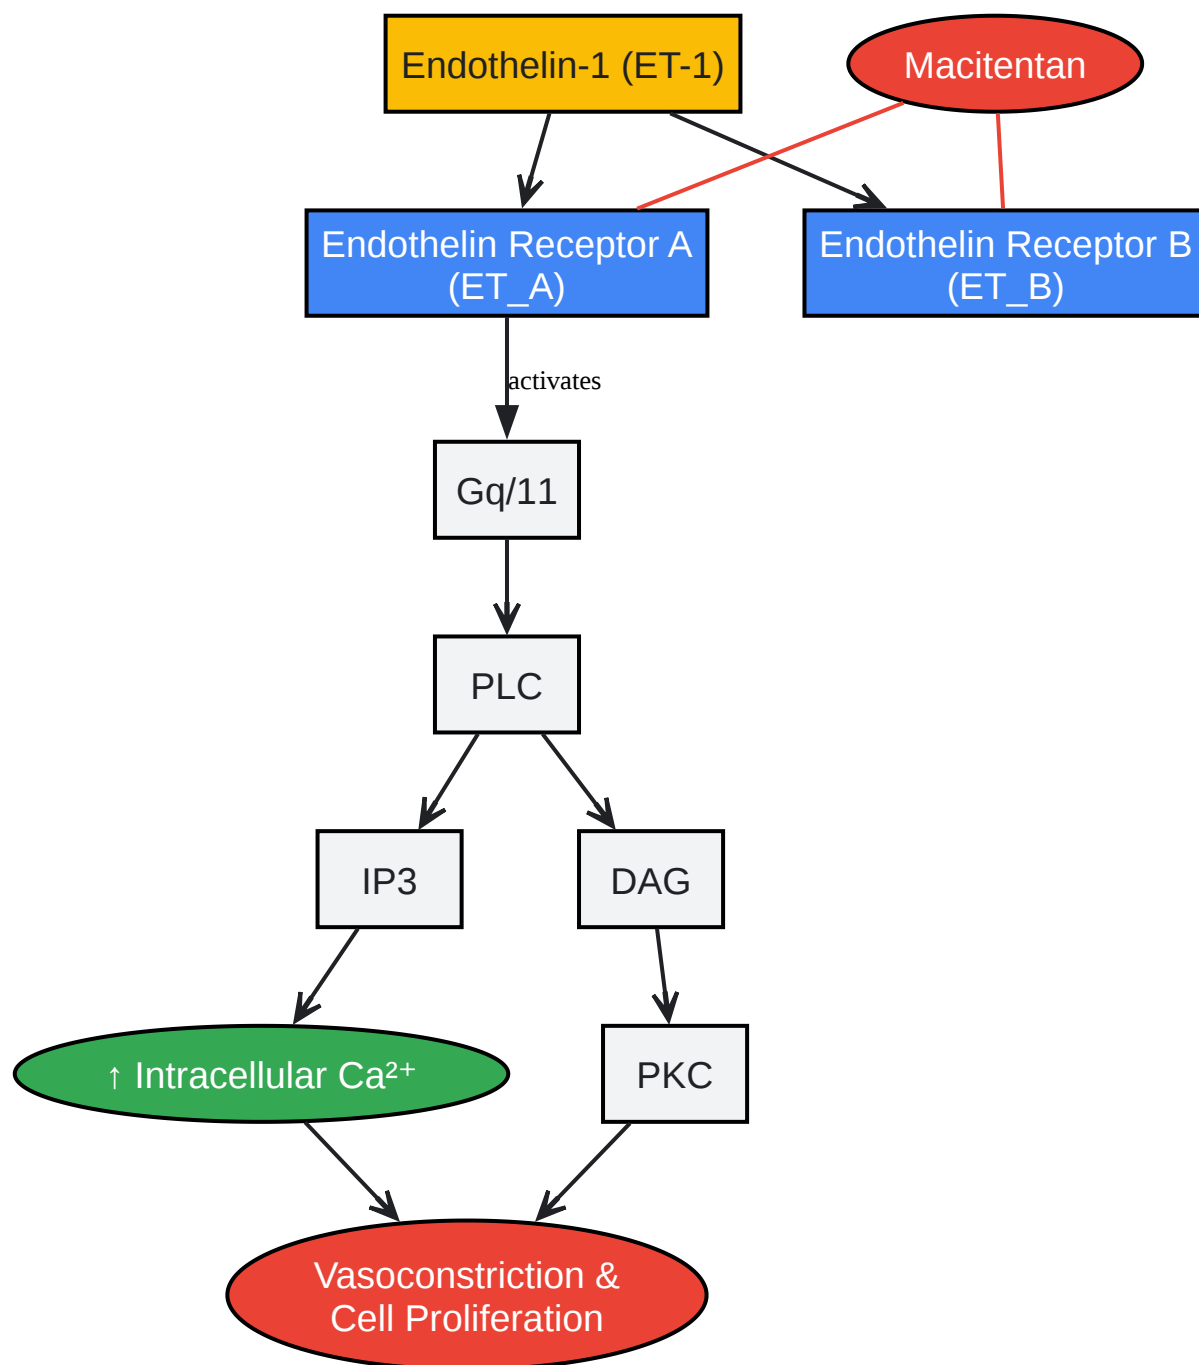 Endothelin-1 (ET-1)
Macitentan
Endothelin Receptor A
(ET_A)
Endothelin Receptor B
(ET_B)
activates
Gq/11
PLC
IP3
DAG
↑ Intracellular Ca²⁺
PKC
Vasoconstriction &
Cell Proliferation